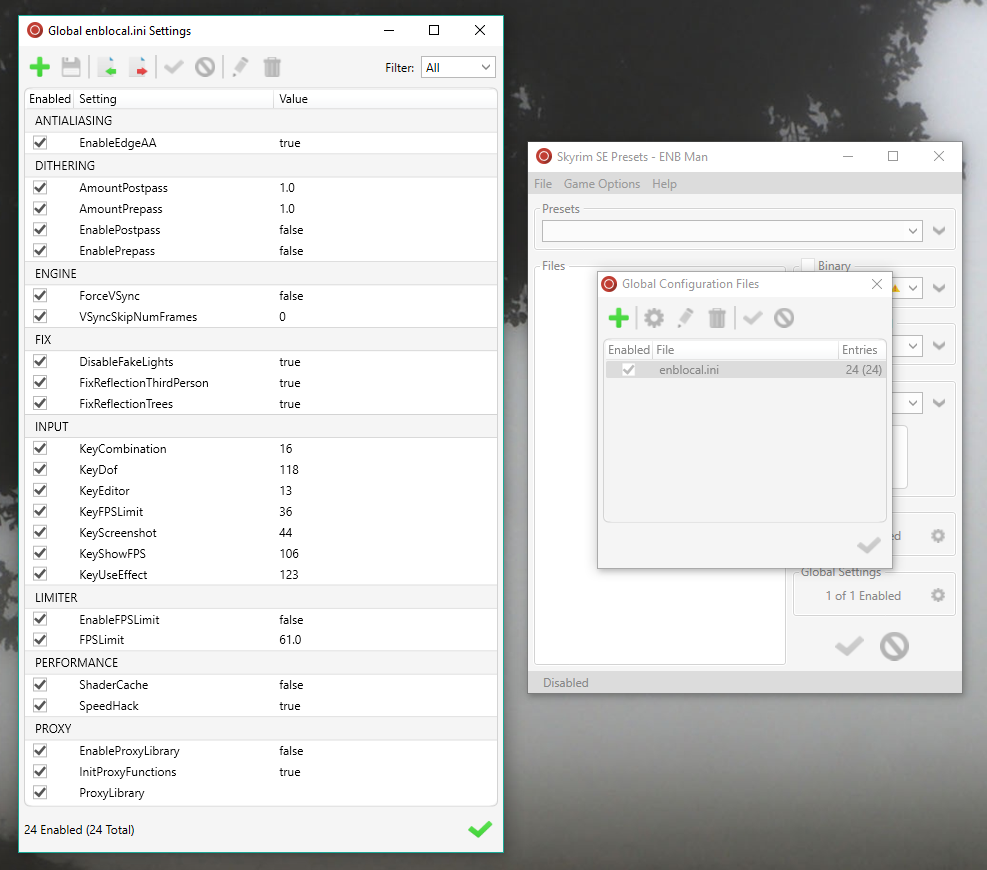 Global enblocal.ini Settings
Filter: All
Enabled Setting Value
ANTIALIASING
EnableEdgeAA true
DITHERING
AmountPostpass 1.0
AmountPrepass 1.0
EnablePostpass false
EnablePrepass false
ENGINE
ForceVSync false
VSyncSkipNumFrames 0
FIX
DisableFakeLights true
FixReflectionThirdPerson true
FixReflectionTrees true
INPUT
KeyCombination 16
KeyDof 118
KeyEditor 13
KeyFPSLimit 36
KeyScreenshot 44
KeyShowFPS 106
KeyUseEffect 123
LIMITER
EnableFPSLimit false
FPSLimit 61.0
PERFORMANCE
ShaderCache false
SpeedHack true
PROXY
EnableProxyLibrary false
InitProxyFunctions true
ProxyLibrary
24 Enabled (24 Total)
Skyrim SE Presets - ENB Man
File Game Options Help
Presets
Files
Binary
Global Configuration Files
Enabled File Entries
enblocal.ini 24 (24)
Global Settings
1 of 1 Enabled
Disabled